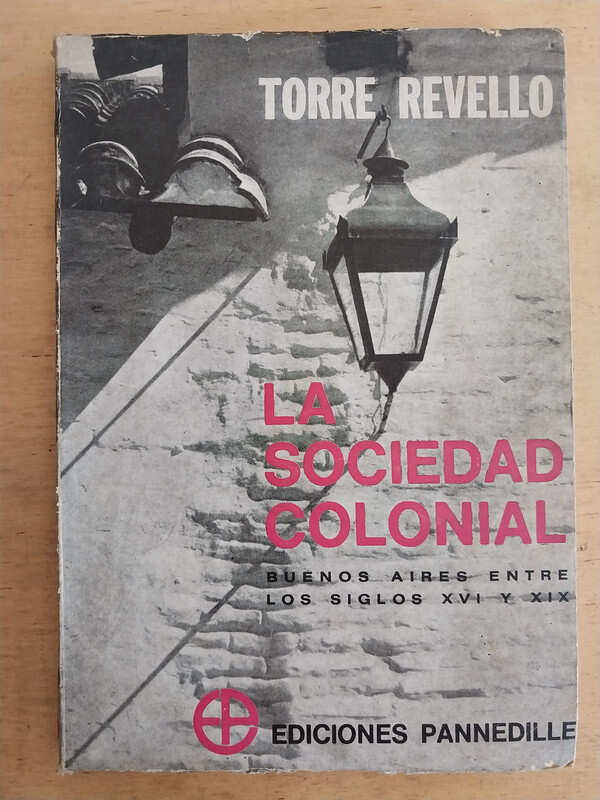 TORRE REVELLO
LA
SOCIEDAD
COLONIAL
BUENOS AIRES ENTRE
LOS SIGLOS XVI Y XIX
EP EDICIONES PANNEDILLE